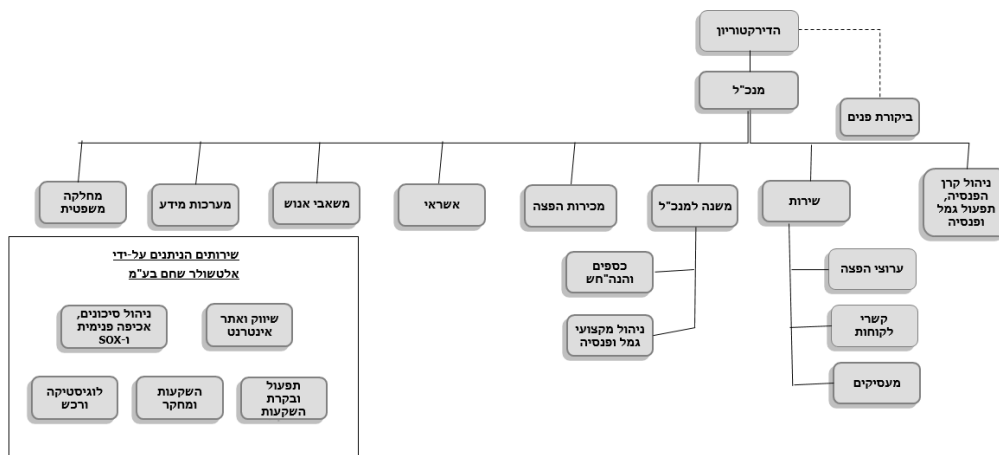 הדירקטוריון
מנכ"ל
ביקורת פנים
ניהול קרן
הפנסיה,
תפעול גמל
ופנסיה
שירות
משנה למנכ"ל
מכירות הפצה
אשראי
משאבי אנוש
מערכות מידע
מחלקה
משפטית
ערוצי הפצה
קשרי
לקוחות
מעסיקים
כספים
והנה"חש
ניהול מקצועי
גמל ופנסיה
שירותים הניתנים על-ידי
אלטשולר שחם בע"מ
שיווק ואתר
אינטרנט
ניהול סיכונים,
אכיפה פנימית
ו-SOX
תפעול
ובקרת
השקעות
השקעות
ומחקר
לוגיסטיקה
ורכש